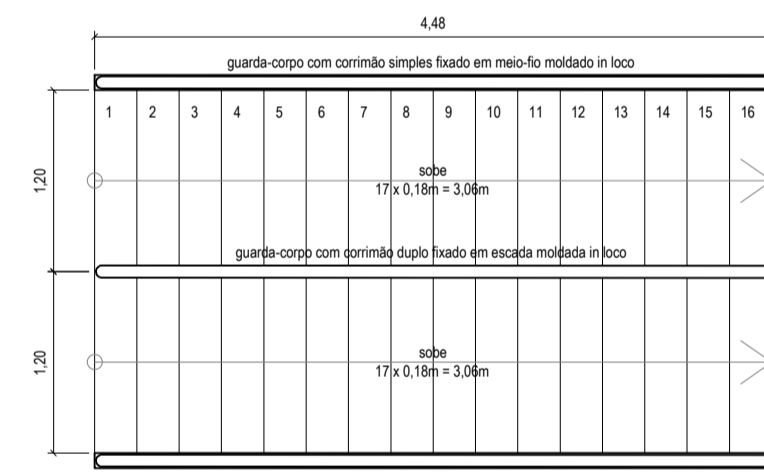 4,48
guarda-corpo com corrimão simples fixado em meio-fio moldado in loco
1 2 3 4 5 6 7 8 9 10 11 12 13 14 15 16
1,20
sobe
17 x 0,18m = 3,06m
guarda-corpo com corrimão duplo fixado em escada moldada in loco
1,20
sobe
17 x 0,18m = 3,06m